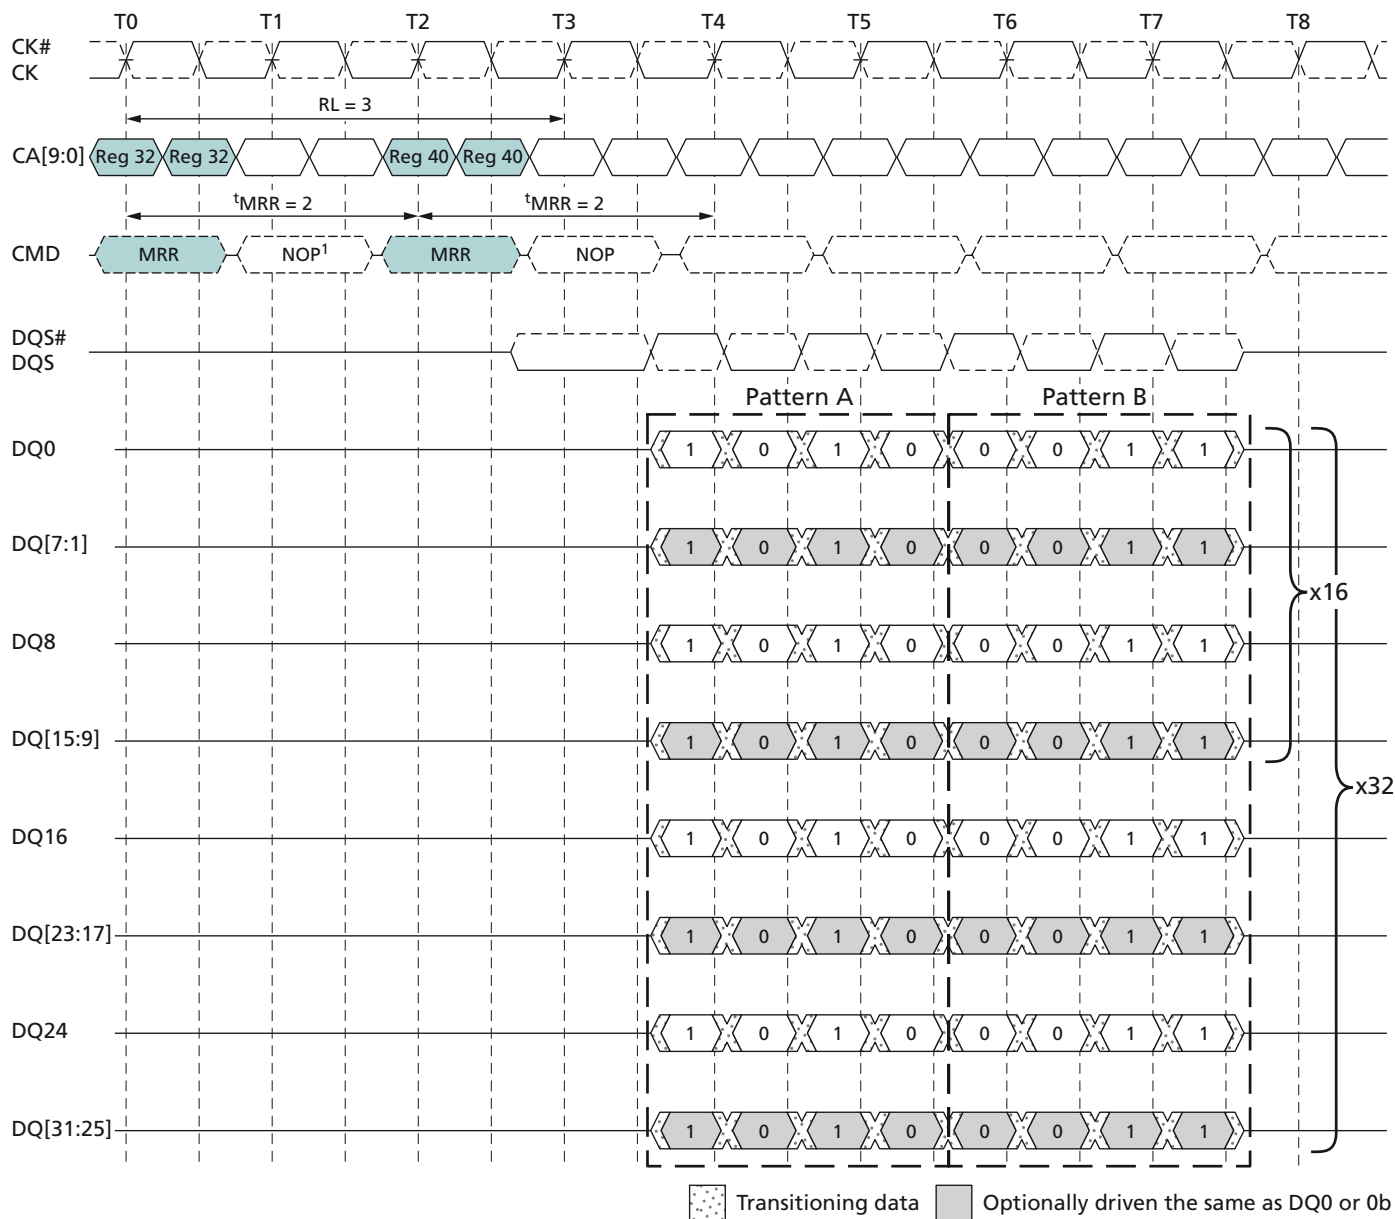 T0 T1 T2 T3 T4 T5 T6 T7 T8
CK#
CK
RL = 3
CA[9:0] Reg 32 Reg 32 Reg 40 Reg 40
tMRR = 2 tMRR = 2
CMD MRR NOP1 MRR NOP
DQS#
DQS
Pattern A Pattern B
DQ0 1 0 1 0 0 0 1 1
DQ[7:1] 1 0 1 0 0 0 1 1
x16
DQ8 1 0 1 0 0 0 1 1
DQ[15:9] 1 0 1 0 0 0 1 1
x32
DQ16 1 0 1 0 0 0 1 1
DQ[23:17] 1 0 1 0 0 0 1 1
DQ24 1 0 1 0 0 0 1 1
DQ[31:25] 1 0 1 0 0 0 1 1
Transitioning data Optionally driven the same as DQ0 or 0b